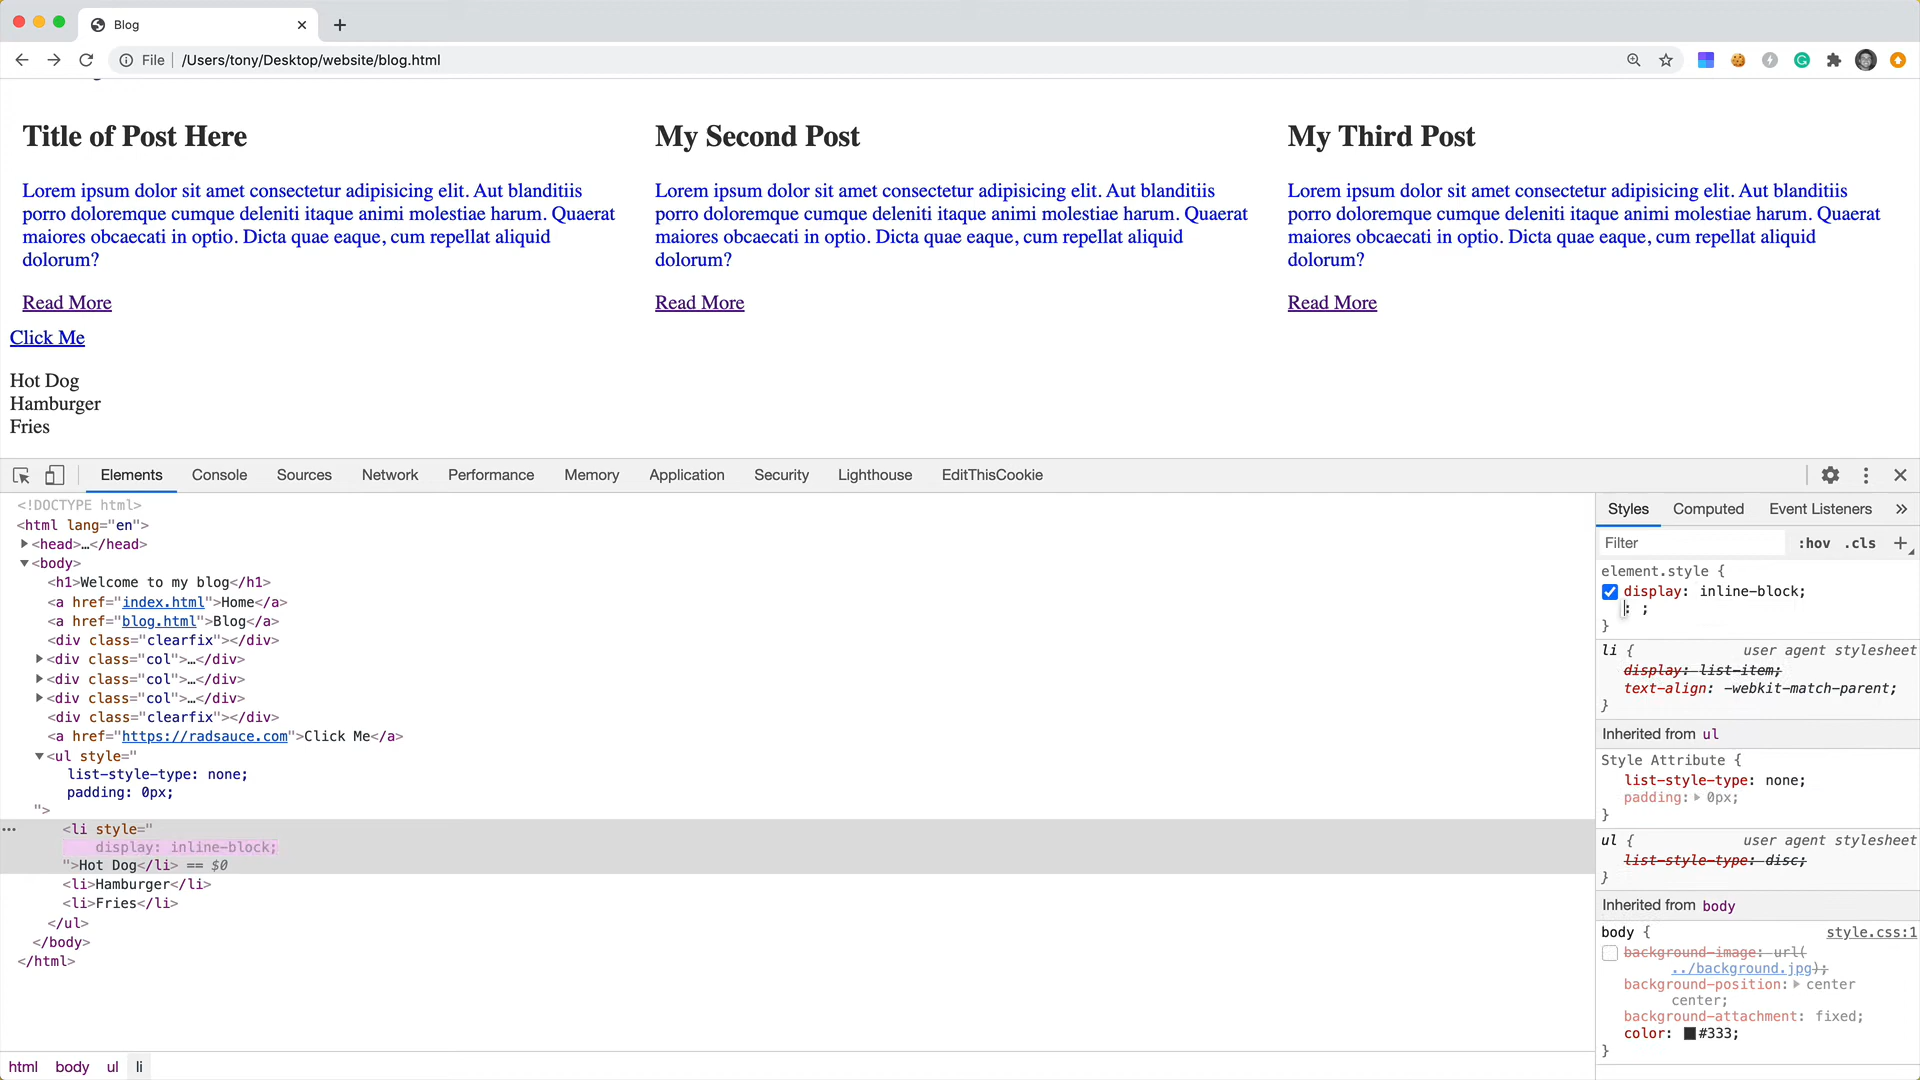 Blog
File /Users/tony/Desktop/website/blog.html
Title of Post Here
Lorem ipsum dolor sit amet consectetur adipisicing elit. Aut blanditiis
porro doloremque cumque deleniti itaque animi molestiae harum. Quaerat
maiores obcaecati in optio. Dicta quae eaque, cum repellat aliquid
dolorum?
Read More
My Second Post
Lorem ipsum dolor sit amet consectetur adipisicing elit. Aut blanditiis
porro doloremque cumque deleniti itaque animi molestiae harum. Quaerat
maiores obcaecati in optio. Dicta quae eaque, cum repellat aliquid
dolorum?
Read More
My Third Post
Lorem ipsum dolor sit amet consectetur adipisicing elit. Aut blanditiis
porro doloremque cumque deleniti itaque animi molestiae harum. Quaerat
maiores obcaecati in optio. Dicta quae eaque, cum repellat aliquid
dolorum?
Read More
Click Me
Hot Dog
Hamburger
Fries
Elements Console Sources Network Performance Memory Application Security Lighthouse EditThisCookie
<!DOCTYPE html>
<html lang="en">
<head>…</head>
<body>
<h1>Welcome to my blog</h1>
<a href="index.html">Home</a>
<a href="blog.html">Blog</a>
<div class="clearfix"></div>
<div class="col">…</div>
<div class="col">…</div>
<div class="col">…</div>
<div class="clearfix"></div>
<a href="https://radsauce.com">Click Me</a>
<ul style="
list-style-type: none;
padding: 0px;
">
<li style="
display: inline-block;
">Hot Dog</li> == $0
<li>Hamburger</li>
<li>Fries</li>
</ul>
</body>
</html>
html body ul li
Styles Computed Event Listeners »
Filter :hov .cls +
element.style {
display: inline-block;
: ;
}
li { user agent stylesheet
display: list-item;
text-align: -webkit-match-parent;
}
Inherited from ul
Style Attribute {
list-style-type: none;
padding: 0px;
}
ul { user agent stylesheet
list-style-type: disc;
}
Inherited from body
body { style.css:1
background-image: url(
../background.jpg);
background-position: center
center;
background-attachment: fixed;
color: #333;
}